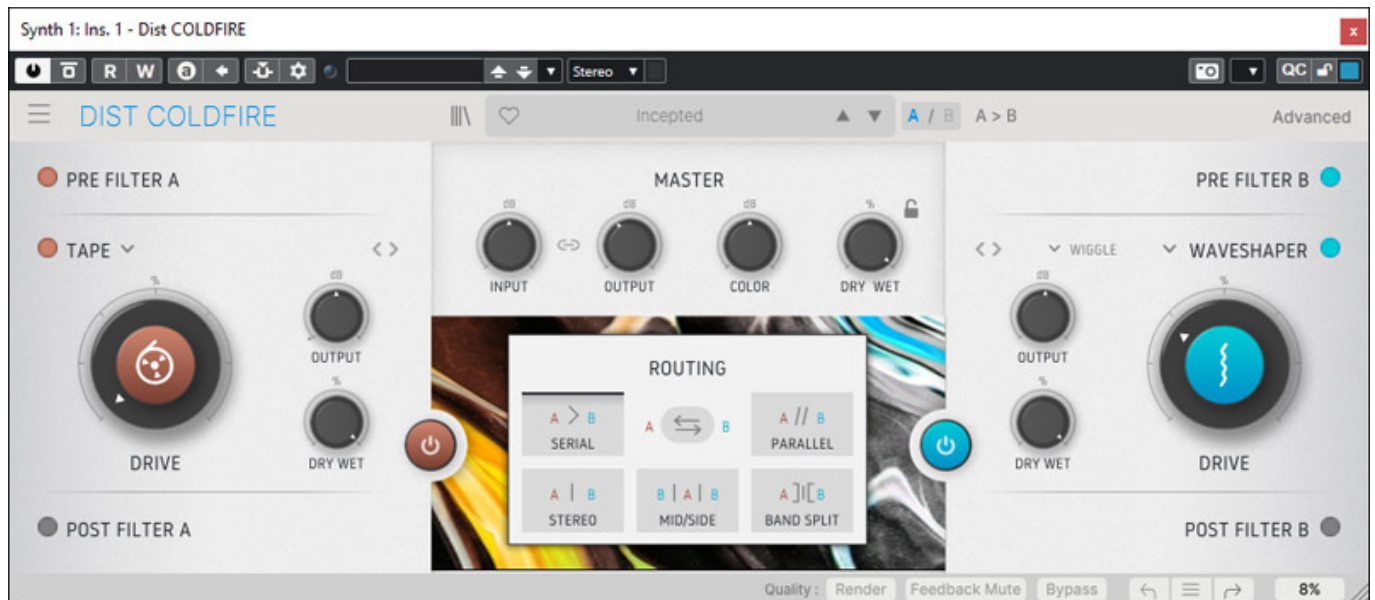 Synth 1: Ins. 1 - Dist COLDFIRE
x
R W a Stereo QC
DIST COLDFIRE Incepted A / B A > B Advanced
PRE FILTER A
MASTER
PRE FILTER B
dB dB dB %
TAPE
INPUT OUTPUT COLOR DRY WET
WIGGLE WAVESHAPER
% dB
OUTPUT
% 
DRY WET
DRIVE
dB %
OUTPUT
%
DRY WET
DRIVE
ROUTING
A > B
SERIAL
A B
A // B
PARALLEL
A | B
STEREO
B | A | B
MID/SIDE
A ]|[ B
BAND SPLIT
POST FILTER A
POST FILTER B
Quality : Render Feedback Mute Bypass 8%